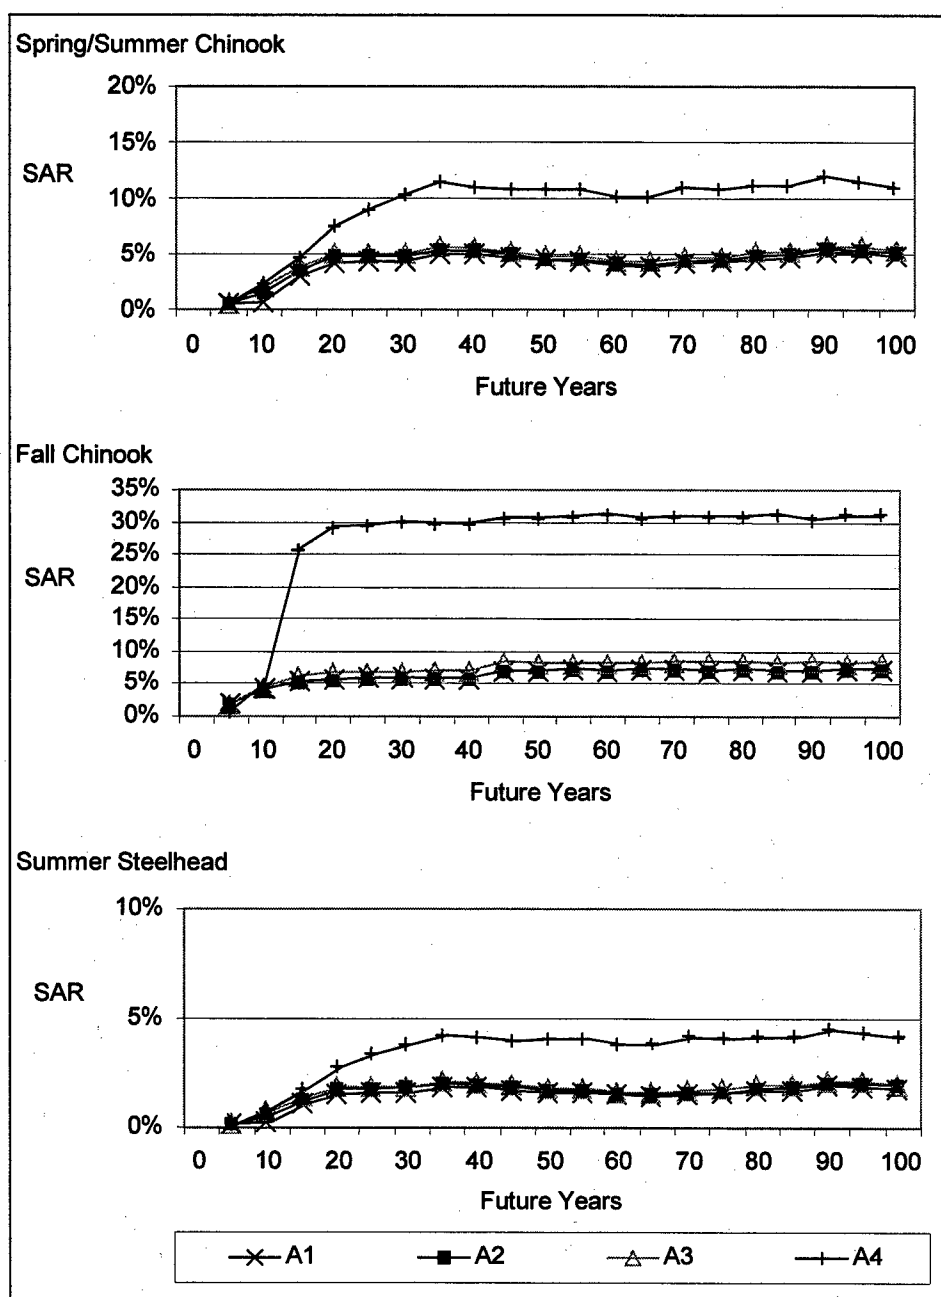 Spring/Summer Chinook
20%
15%
SAR
10%
5%
0%
0 10 20 30 40 50 60 70 80 90 100
Future Years
Fall Chinook
35%
30%
25%
SAR
20%
15%
10%
5%
0%
0 10 20 30 40 50 60 70 80 90 100
Future Years
Summer Steelhead
10%
SAR
5%
0%
0 10 20 30 40 50 60 70 80 90 100
Future Years
A1 A2 A3 A4